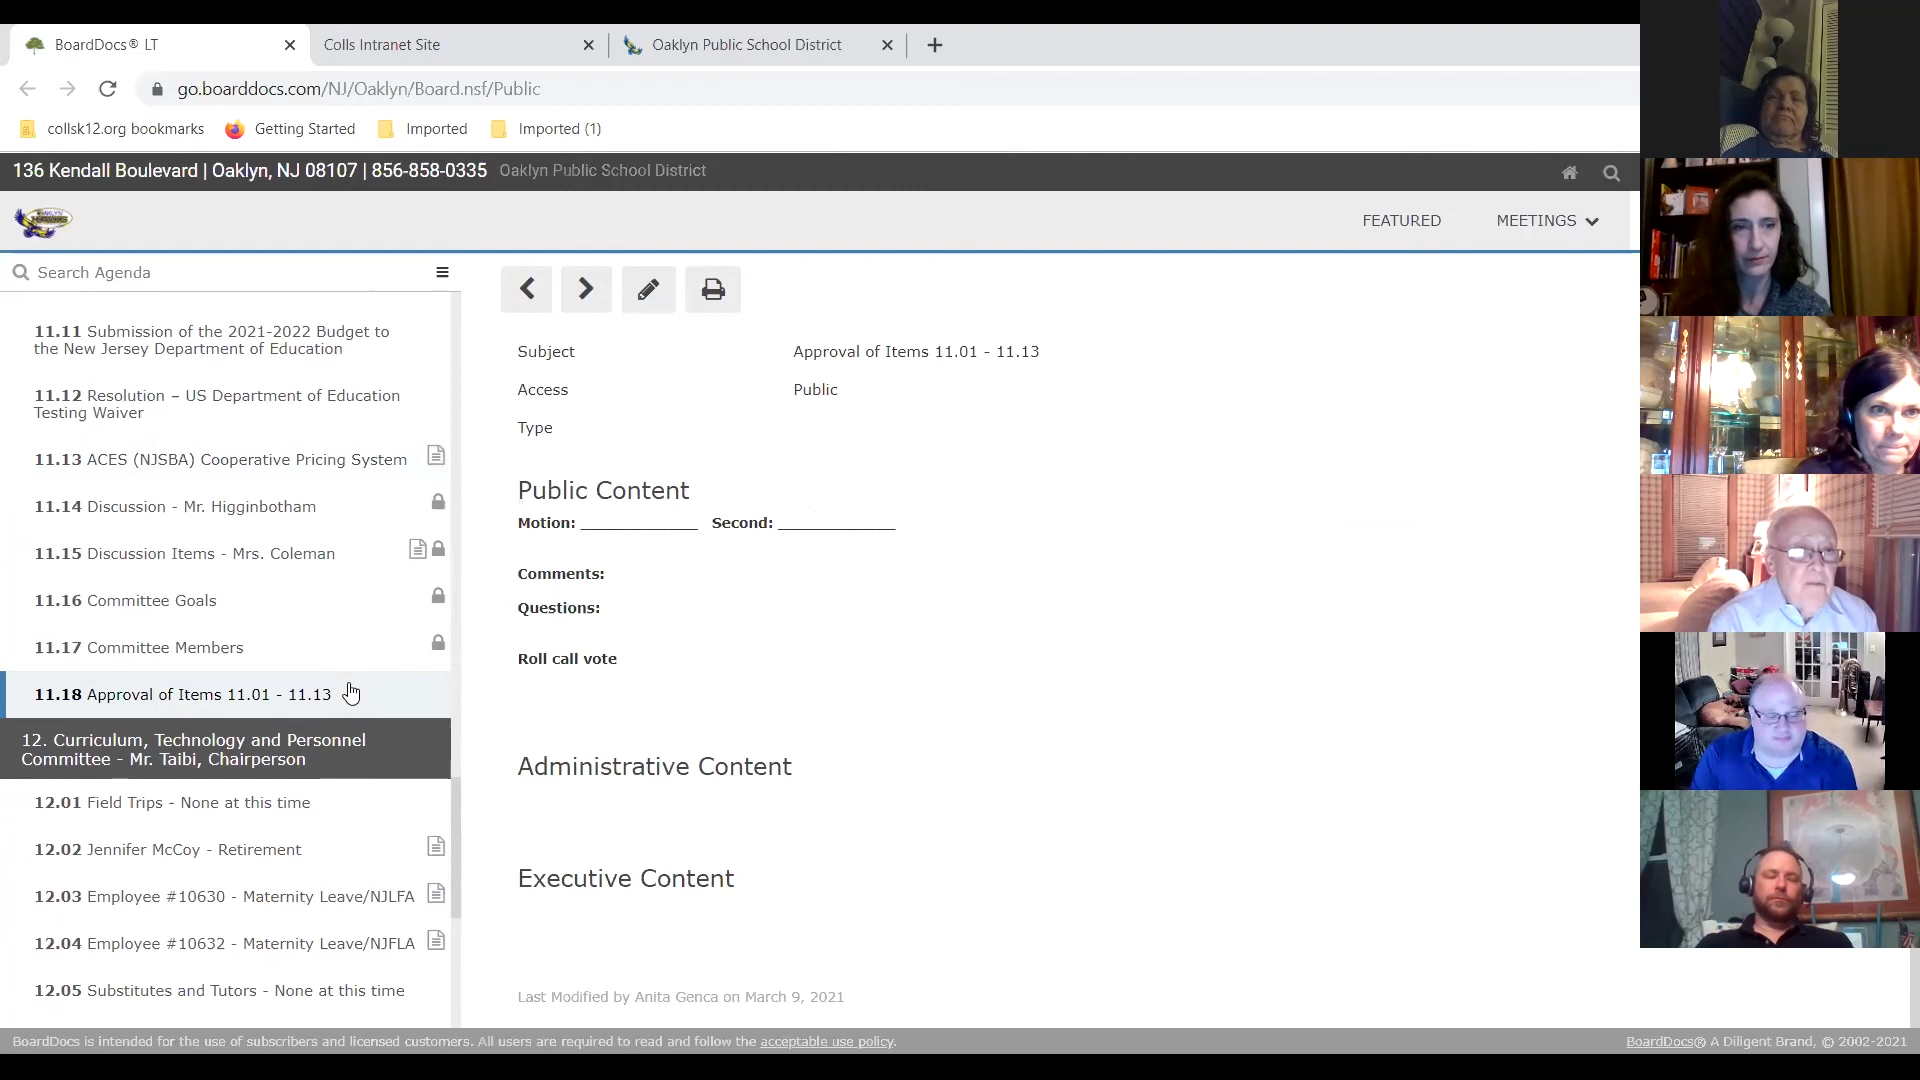 BoardDocs® LT
Colls Intranet Site
Oaklyn Public School District
go.boarddocs.com/NJ/Oaklyn/Board.nsf/Public
collsk12.org bookmarks
Getting Started
Imported
Imported (1)
136 Kendall Boulevard | Oaklyn, NJ 08107 | 856-858-0335 Oaklyn Public School District
FEATURED
MEETINGS
Search Agenda
11.11 Submission of the 2021-2022 Budget to
the New Jersey Department of Education
11.12 Resolution – US Department of Education
Testing Waiver
11.13 ACES (NJSBA) Cooperative Pricing System
11.14 Discussion - Mr. Higginbotham
11.15 Discussion Items - Mrs. Coleman
11.16 Committee Goals
11.17 Committee Members
11.18 Approval of Items 11.01 - 11.13
12. Curriculum, Technology and Personnel
Committee - Mr. Taibi, Chairperson
12.01 Field Trips - None at this time
12.02 Jennifer McCoy - Retirement
12.03 Employee #10630 - Maternity Leave/NJLFA
12.04 Employee #10632 - Maternity Leave/NJFLA
12.05 Substitutes and Tutors - None at this time
Subject Approval of Items 11.01 - 11.13
Access Public
Type
Public Content
Motion: _____________ Second: _____________
Comments:
Questions:
Roll call vote
Administrative Content
Executive Content
Last Modified by Anita Genca on March 9, 2021
BoardDocs is intended for the use of subscribers and licensed customers. All users are required to read and follow the acceptable use policy.
BoardDocs® A Diligent Brand, © 2002-2021